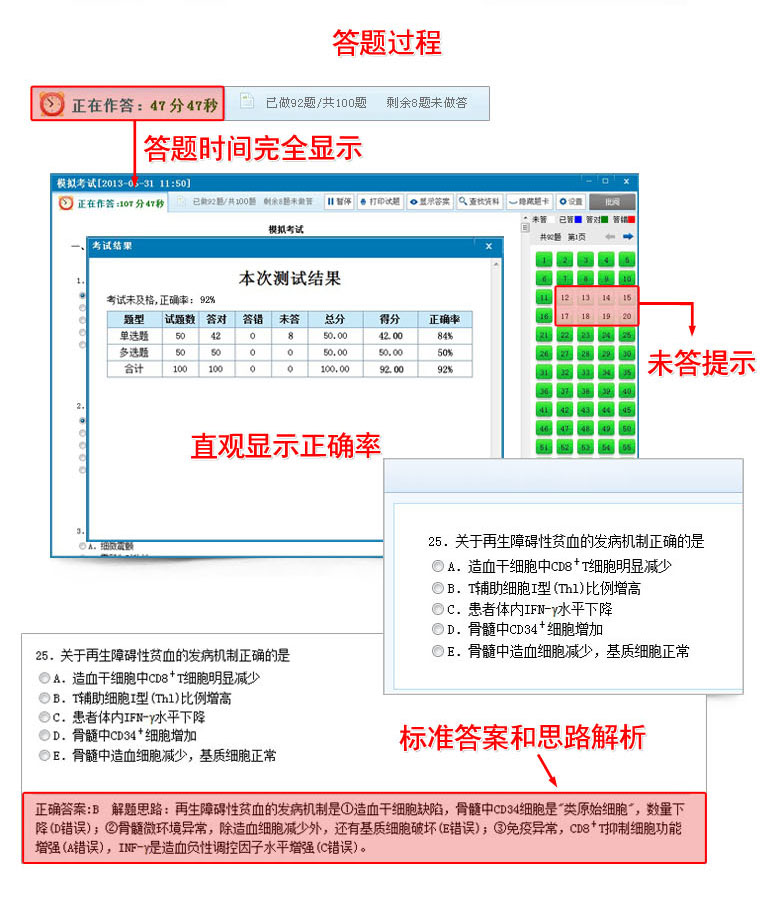 答题过程
正在作答：47分47秒 已做92题/共100题 剩余8题未做答
答题时间完全显示
模拟考试[2013-05-31 11:50]
正在作答:107分47秒 已做92题/共100题 剩余8题未做答 暂停 打印试题 显示答案 查找资料 隐藏题卡 设置
模拟考试
未答 已答 答对 答错
共92题 第1页
一、
考试结果
本次测试结果
考试未及格,正确率: 92%
题型 试题数 答对 答错 未答 总分 得分 正确率
单选题 50 42 0 8 50.00 42.00 84%
多选题 50 50 0 0 50.00 50.00 50%
合计 100 100 0 0 100.00 92.00 92%
1.
2.
3.
A. 细微震颤
1 2 3 4 5
6 7 8 9 10
11 12 13 14 15
16 17 18 19 20
21 22 23 24 25
26 27 28 29 30
31 32 33 34 35
36 37 38 39 40
41 42 43 44 45
46 47 48 49 50
51 52 53 54 55
未答提示
直观显示正确率
25. 关于再生障碍性贫血的发病机制正确的是
A. 造血干细胞中CD8⁺T细胞明显减少
B. T辅助细胞I型(Th1)比例增高
C. 患者体内IFN-γ水平下降
D. 骨髓中CD34⁺细胞增加
E. 骨髓中造血细胞减少，基质细胞正常
25. 关于再生障碍性贫血的发病机制正确的是
A. 造血干细胞中CD8⁺T细胞明显减少
B. T辅助细胞I型(Th1)比例增高
C. 患者体内IFN-γ水平下降
D. 骨髓中CD34⁺细胞增加
E. 骨髓中造血细胞减少，基质细胞正常
标准答案和思路解析
正确答案:B 解题思路：再生障碍性贫血的发病机制是①造血干细胞缺陷，骨髓中CD34细胞是"类原始细胞"，数量下
降(D错误)；②骨髓微环境异常，除造血细胞减少外，还有基质细胞破坏(E错误)；③免疫异常，CD8⁺T抑制细胞功能
增强(A错误)，INF-γ是造血负性调控因子水平增强(C错误)。